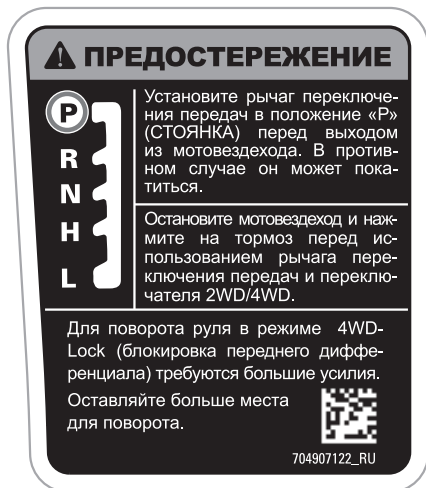 ПРЕДОСТЕРЕЖЕНИЕ
P
R
N
H
L
Установите рычаг переключе-
ния передач в положение «P»
(СТОЯНКА) перед выходом
из мотовездехода. В против-
ном случае он может пока-
титься.
Остановите мотовездеход и наж-
мите на тормоз перед ис-
пользованием рычага пере-
ключения передач и переклю-
чателя 2WD/4WD.
Для поворота руля в режиме 4WD-
Lock (блокировка переднего диффе-
ренциала) требуются большие усилия.
Оставляйте больше места
для поворота.
704907122_RU